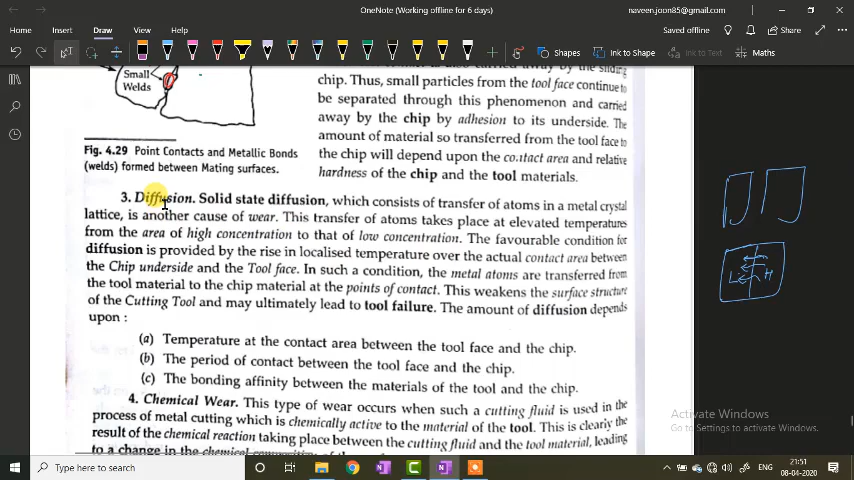 OneNote (Working offline for 6 days)
naveen.joon85@gmail.com
Home
Insert
Draw
History
View
Help
Share
Saved offline
Shapes
Ink to Shape
Ink to Text
Maths
Small
Welds
chip. Thus, small particles from the tool face continue to
be separated through this phenomenon and carried
away by the chip by adhesion to its underside. The
amount of material so transferred from the tool face to
the chip will depend upon the contact area and relative
hardness of the chip and the tool materials.
Fig. 4.29 Point Contacts and Metallic Bonds
(welds) formed between Mating surfaces.
3. Diffusion. Solid state diffusion, which consists of transfer of atoms in a metal crystal
lattice, is another cause of wear. This transfer of atoms takes place at elevated temperatures
from the area of high concentration to that of low concentration. The favourable condition for
diffusion is provided by the rise in localised temperature over the actual contact area between
the Chip underside and the Tool face. In such a condition, the metal atoms are transferred from
the tool material to the chip material at the points of contact. This weakens the surface structure
of the Cutting Tool and may ultimately lead to tool failure. The amount of diffusion depends
upon :
(a) Temperature at the contact area between the tool face and the chip.
(b) The period of contact between the tool face and the chip.
(c) The bonding affinity between the materials of the tool and the chip.
4. Chemical Wear. This type of wear occurs when such a cutting fluid is used in the
process of metal cutting which is chemically active to the material of the tool. This is clearly the
result of the chemical reaction taking place between the cutting fluid and the tool material, leading
to a change in the chemical
L H
Activate Windows
Go to Settings to activate Windows.
Type here to search
ENG
21:51
08-04-2020